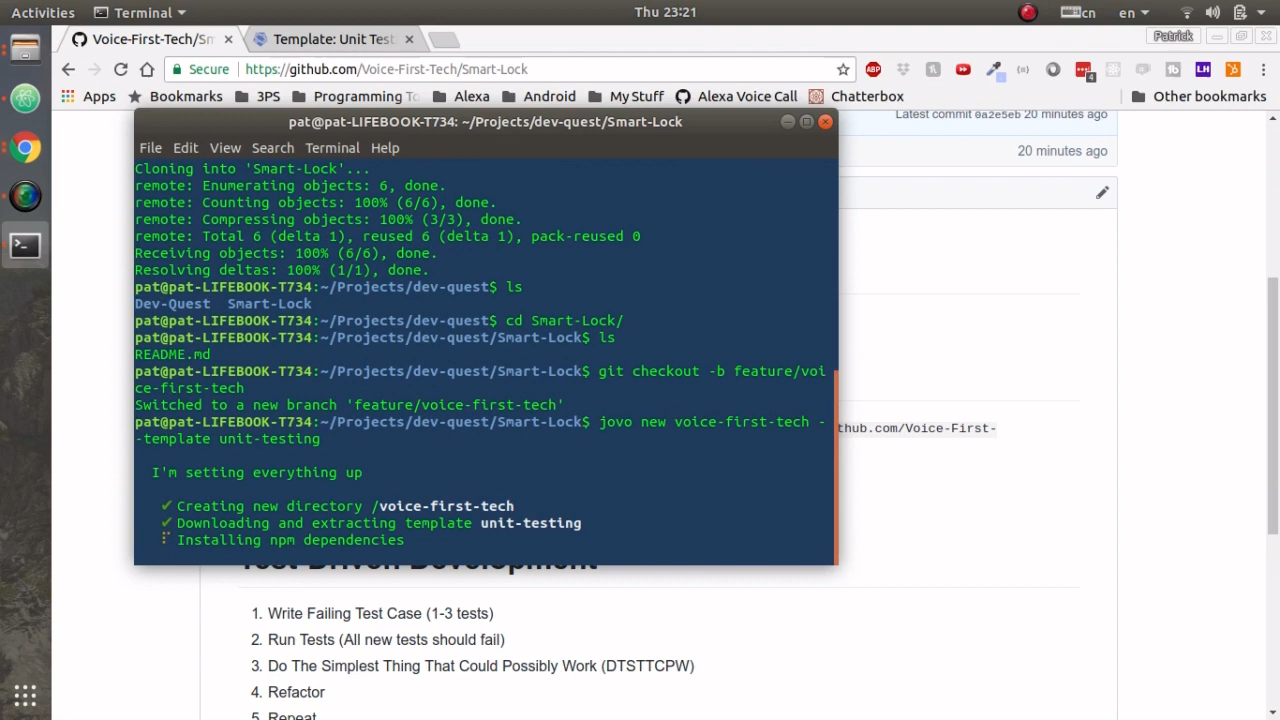 Activities Terminal Thu 23:21 cn en
Voice-First-Tech/Sm Template: Unit Test Patrick
Secure https://github.com/Voice-First-Tech/Smart-Lock ABP 4 LH
Apps Bookmarks 3PS Programming To Alexa Android My Stuff Alexa Voice Call Chatterbox Other bookmarks
Latest commit 0a2e5eb 20 minutes ago
20 minutes ago
pat@pat-LIFEBOOK-T734: ~/Projects/dev-quest/Smart-Lock
File Edit View Search Terminal Help
Cloning into 'Smart-Lock'...
remote: Enumerating objects: 6, done.
remote: Counting objects: 100% (6/6), done.
remote: Compressing objects: 100% (3/3), done.
remote: Total 6 (delta 1), reused 6 (delta 1), pack-reused 0
Receiving objects: 100% (6/6), done.
Resolving deltas: 100% (1/1), done.
pat@pat-LIFEBOOK-T734:~/Projects/dev-quest$ ls
Dev-Quest Smart-Lock
pat@pat-LIFEBOOK-T734:~/Projects/dev-quest$ cd Smart-Lock/
pat@pat-LIFEBOOK-T734:~/Projects/dev-quest/Smart-Lock$ ls
README.md
pat@pat-LIFEBOOK-T734:~/Projects/dev-quest/Smart-Lock$ git checkout -b feature/voi
ce-first-tech
Switched to a new branch 'feature/voice-first-tech'
pat@pat-LIFEBOOK-T734:~/Projects/dev-quest/Smart-Lock$ jovo new voice-first-tech -
-template unit-testing
I'm setting everything up
✔ Creating new directory /voice-first-tech
✔ Downloading and extracting template unit-testing
Installing npm dependencies
thub.com/Voice-First-
Test Driven Development
1. Write Failing Test Case (1-3 tests)
2. Run Tests (All new tests should fail)
3. Do The Simplest Thing That Could Possibly Work (DTSTTCPW)
4. Refactor
5. Repeat